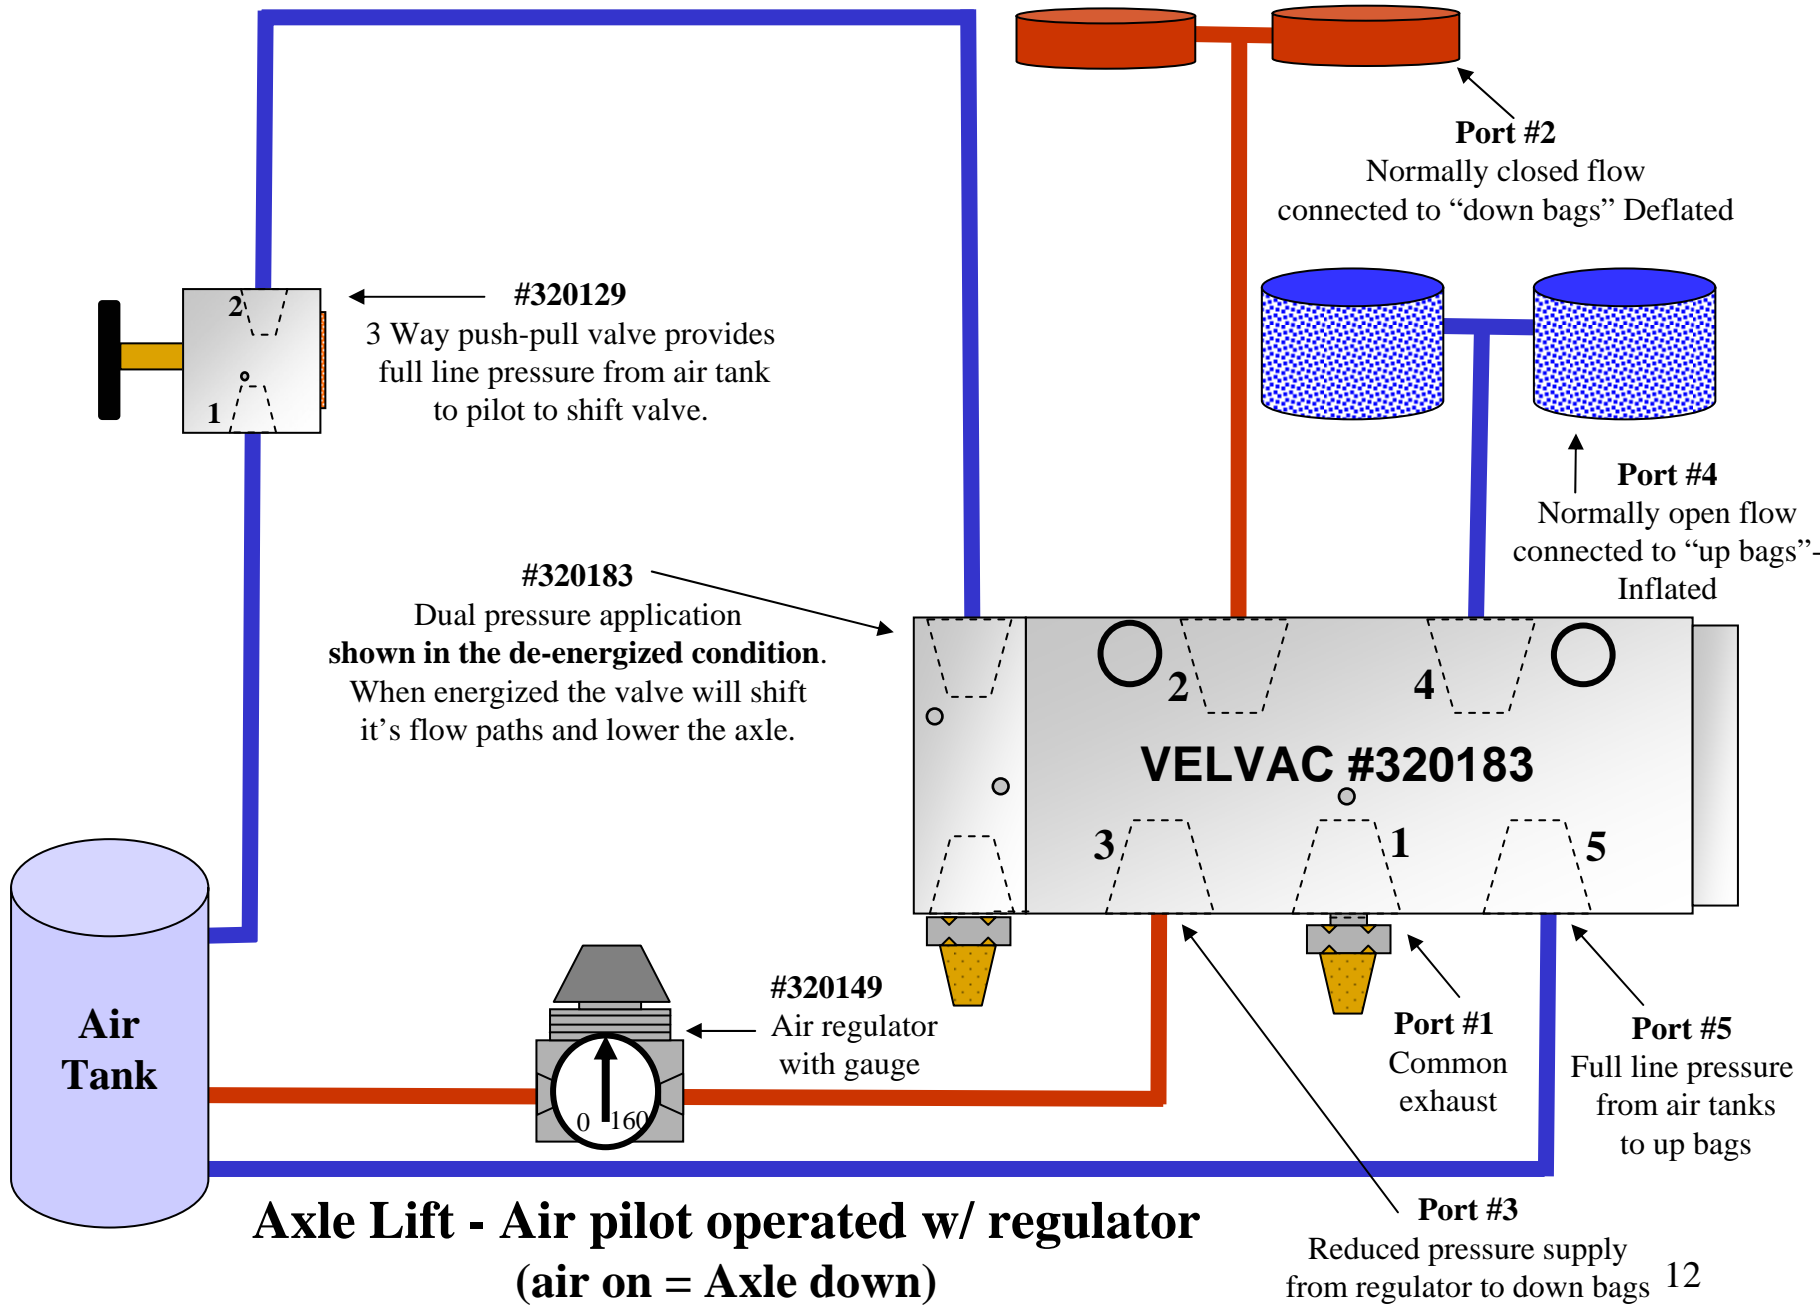 Port #2
Normally closed flow
connected to “down bags” Deflated
#320129
3 Way push-pull valve provides
full line pressure from air tank
to pilot to shift valve.
2
1
Port #4
Normally open flow
connected to “up bags”-
Inflated
#320183
Dual pressure application
shown in the de-energized condition.
When energized the valve will shift
it’s flow paths and lower the axle.
2
4
VELVAC #320183
3
1
5
Air
Tank
#320149
Air regulator
with gauge
0
160
Port #1
Common
exhaust
Port #5
Full line pressure
from air tanks
to up bags
Port #3
Reduced pressure supply
from regulator to down bags
Axle Lift - Air pilot operated w/ regulator
(air on = Axle down)
12